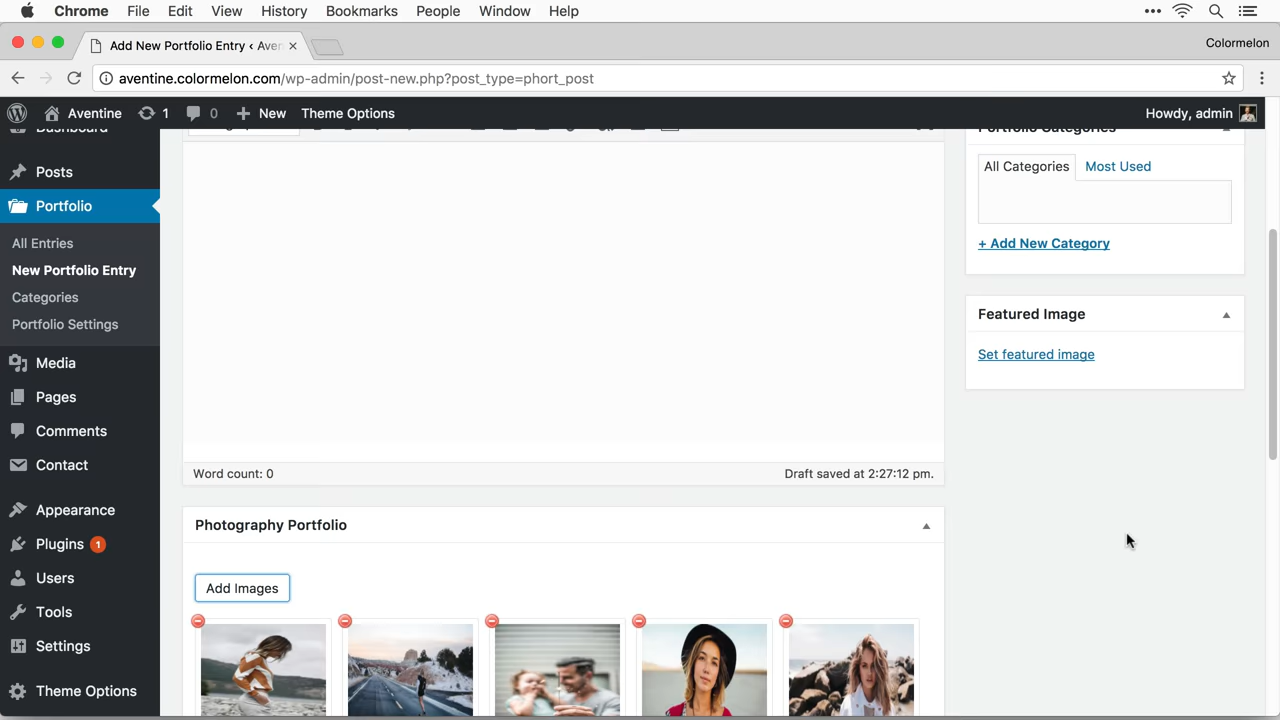 Chrome File Edit View History Bookmarks People Window Help
Add New Portfolio Entry ‹ Aven
Colormelon
aventine.colormelon.com/wp-admin/post-new.php?post_type=phort_post
Aventine 1 0 New Theme Options Howdy, admin
Dashboard
Posts
Portfolio
All Entries
New Portfolio Entry
Categories
Portfolio Settings
Media
Pages
Comments
Contact
Appearance
Plugins 1
Users
Tools
Settings
Theme Options
Word count: 0 Draft saved at 2:27:12 pm.
Photography Portfolio
Add Images
Portfolio Categories
All Categories Most Used
+ Add New Category
Featured Image
Set featured image